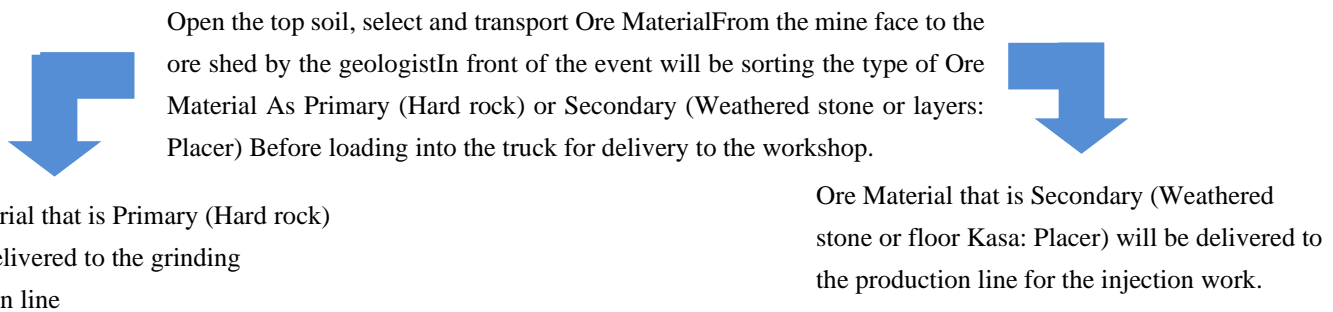 Open the top soil, select and transport Ore MaterialFrom the mine face to the
ore shed by the geologistIn front of the event will be sorting the type of Ore
Material As Primary (Hard rock) or Secondary (Weathered stone or layers:
Placer) Before loading into the truck for delivery to the workshop.
rial that is Primary (Hard rock)
elivered to the grinding
n line
Ore Material that is Secondary (Weathered
stone or floor Kasa: Placer) will be delivered to
the production line for the injection work.